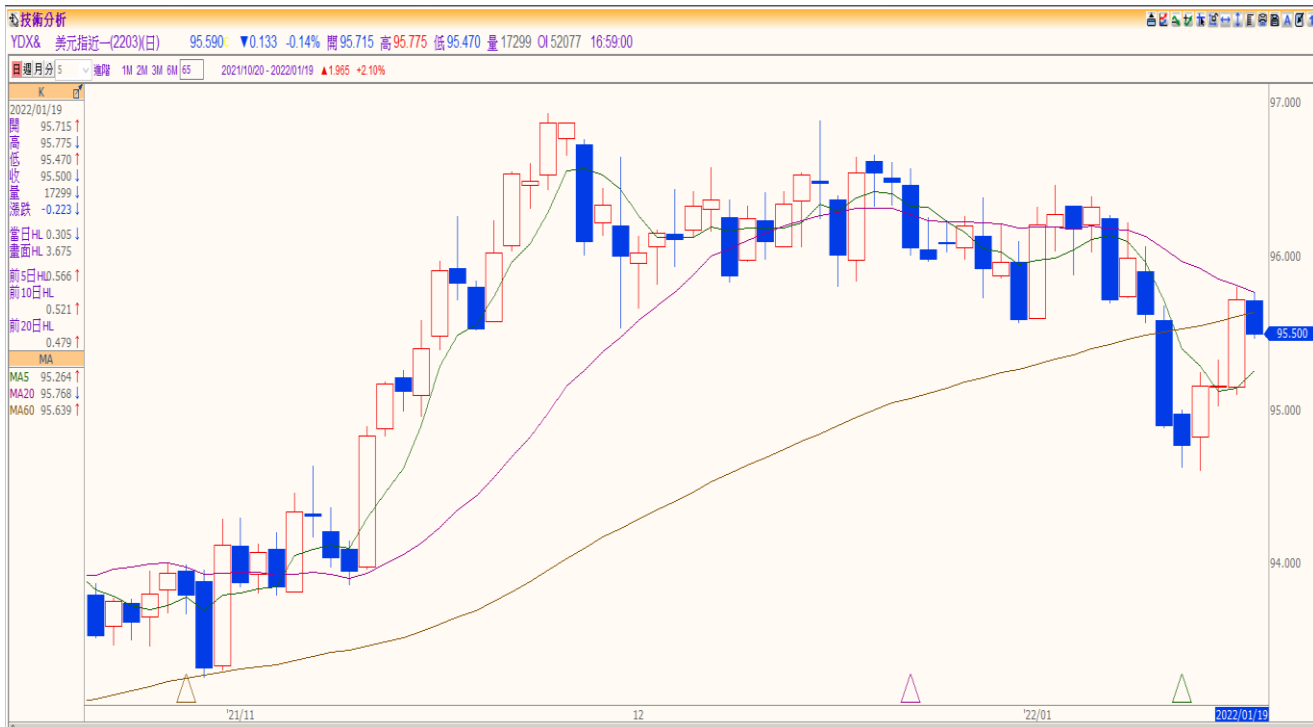 技術分析
YDX& 美元指近一(2203)(日) 95.590 ▼0.133 -0.14% 開 95.715 高 95.775 低 95.470 量 17299 OI 52077 16:59:00
日 週 月 分 5 進階 1M 2M 3M 6M 65 2021/10/20 - 2022/01/19 ▲1.965 +2.10%
K
2022/01/19
開 95.715↑
高 95.775↓
低 95.470↑
收 95.500↓
量 17299↓
漲跌 -0.223↓
當日HL 0.305↓
畫面HL 3.675
前5日HL 0.566↑
前10日HL
0.521↑
前20日HL
0.479↑
MA
MA5 95.264↑
MA20 95.768↓
MA60 95.639↑
97.000
96.000
95.500
95.000
94.000
'21/11 12 '22/01 2022/01/19